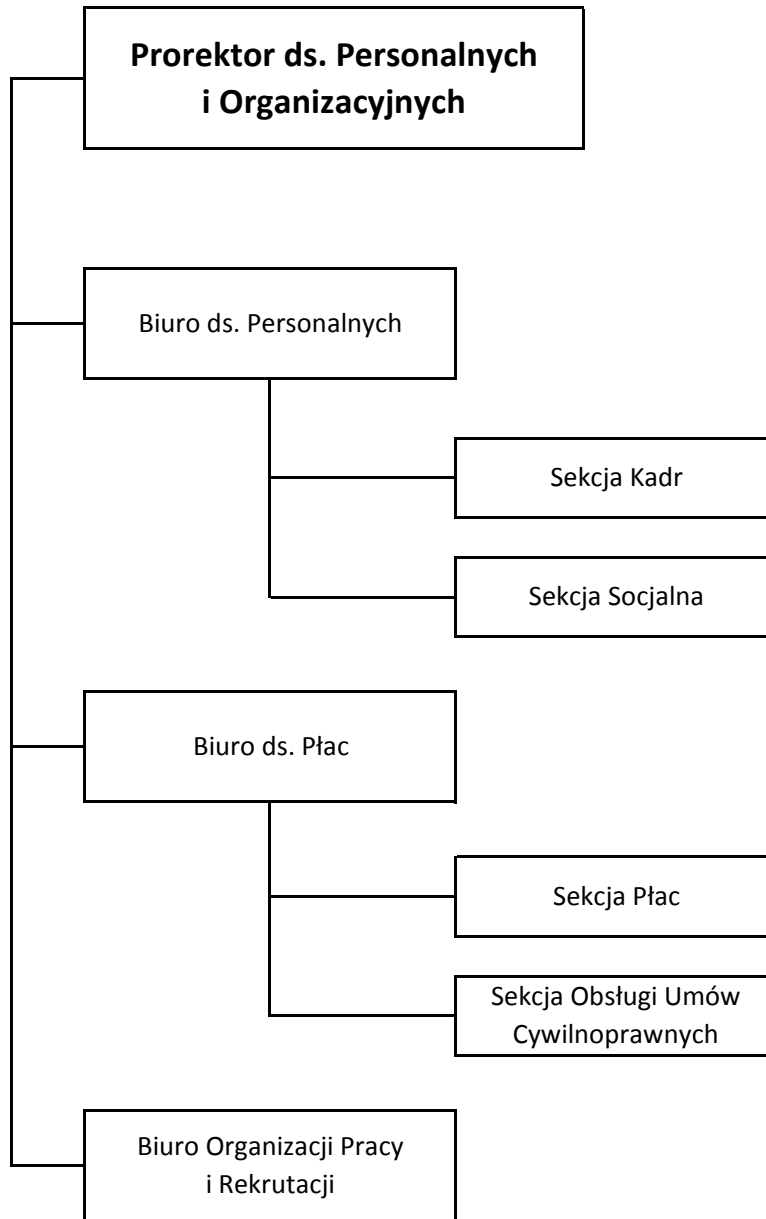 Prorektor ds. Personalnych
i Organizacyjnych
Biuro ds. Personalnych
Sekcja Kadr
Sekcja Socjalna
Biuro ds. Płac
Sekcja Płac
Sekcja Obsługi Umów
Cywilnoprawnych
Biuro Organizacji Pracy
i Rekrutacji